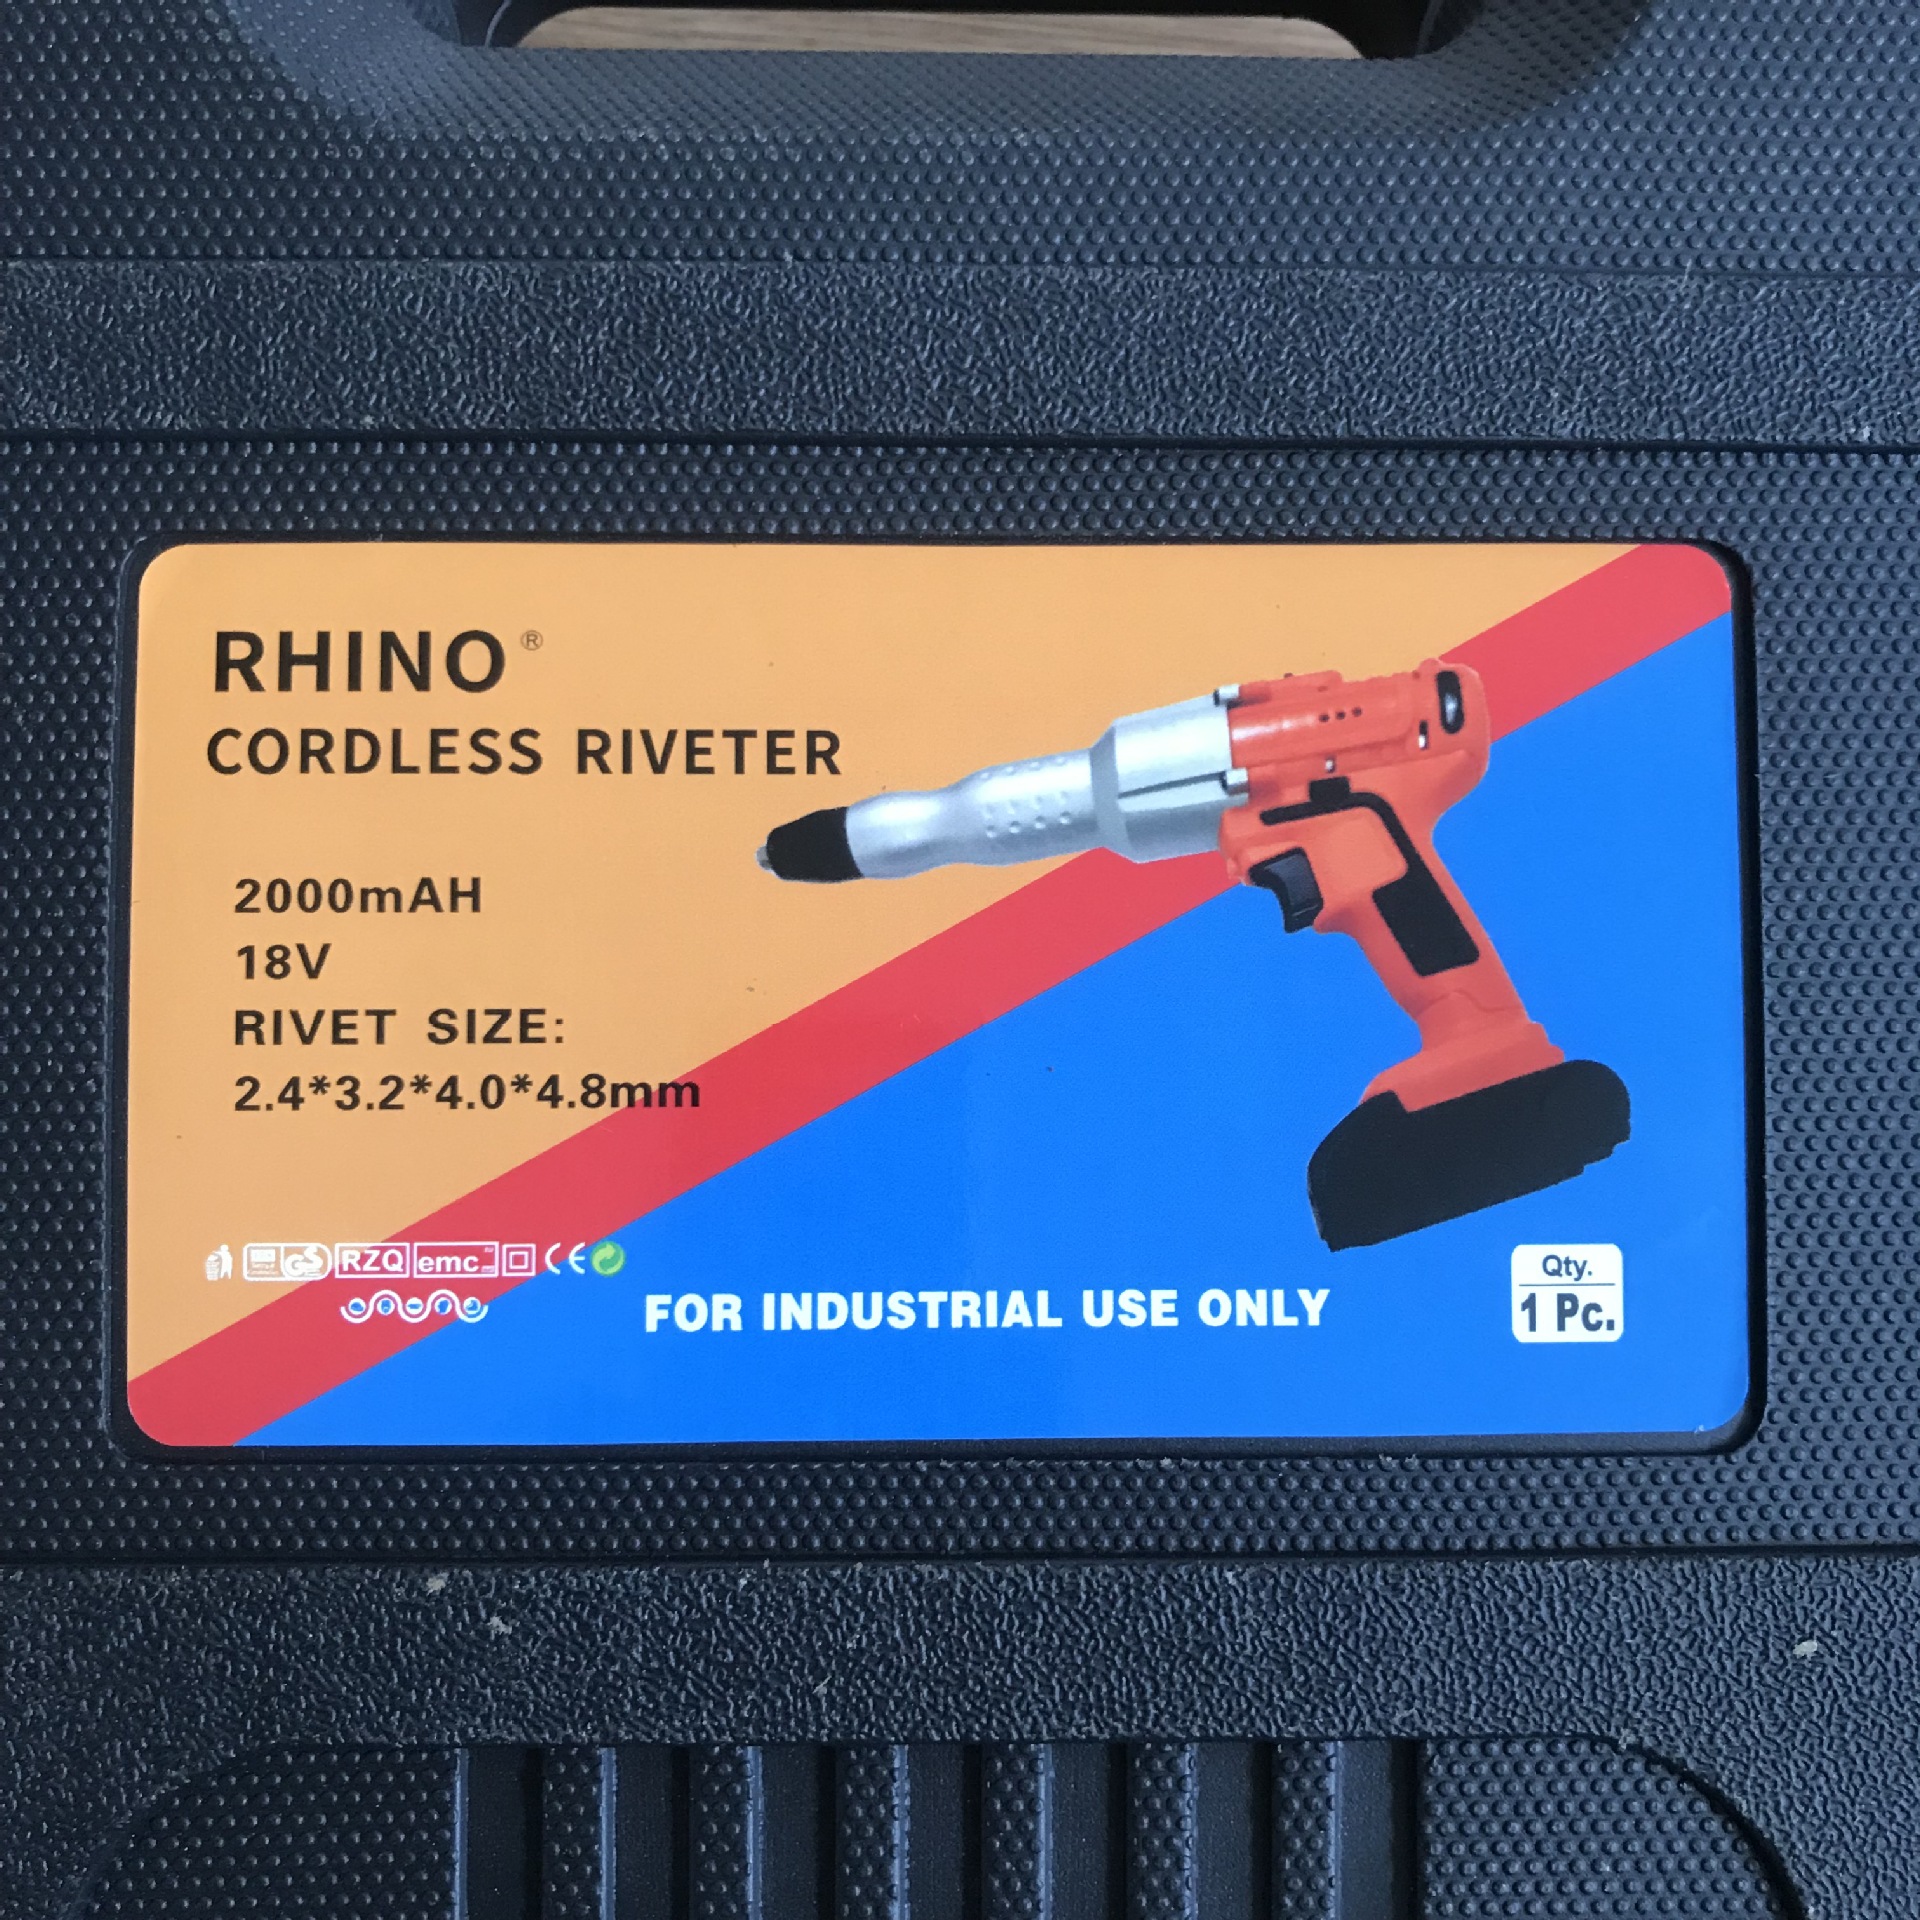 RHINO®
CORDLESS RIVETER
2000mAH
18V
RIVET SIZE:
2.4*3.2*4.0*4.8mm
GS RZQ emc CE
FOR INDUSTRIAL USE ONLY
Qty.
1 Pc.